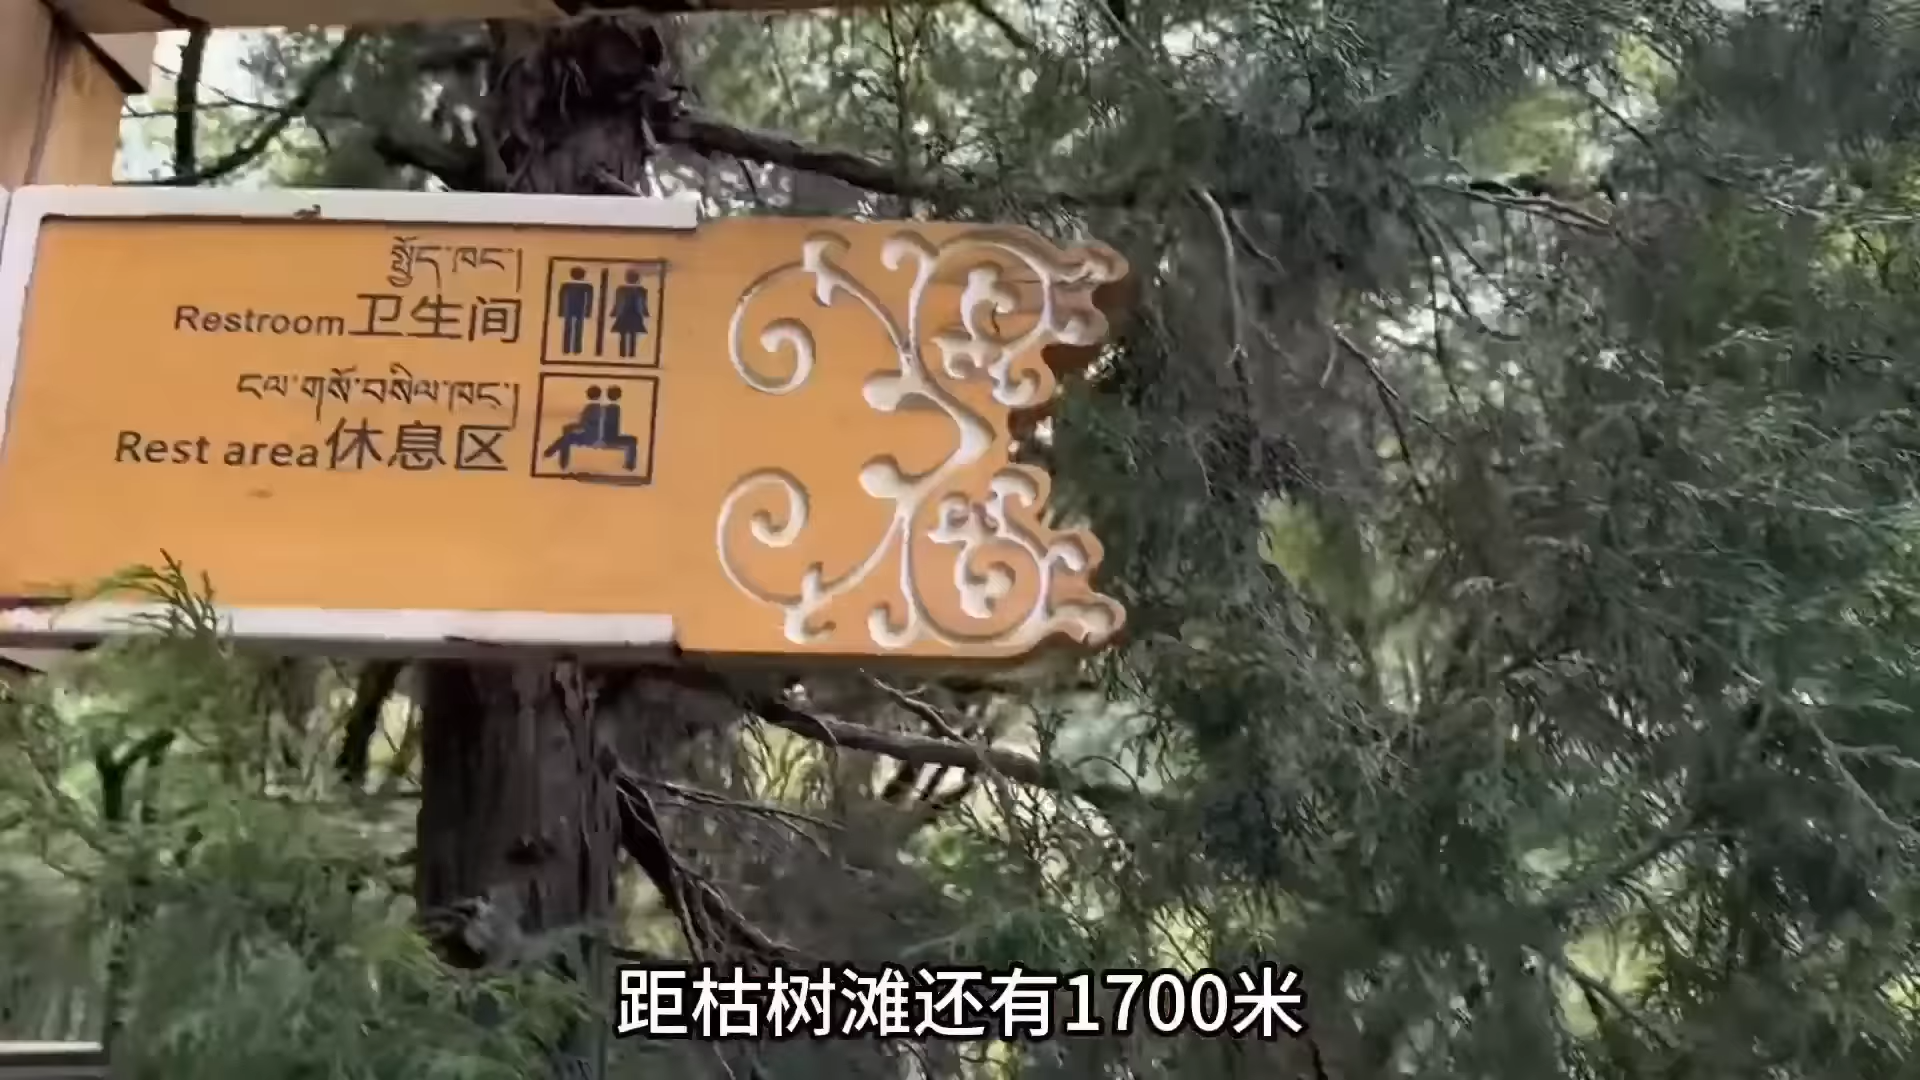 སྤྱོད་ཁང་།
Restroom卫生间
ངལ་གསོ་བསིལ་ཁང་།
Rest area休息区
距枯树滩还有1700米